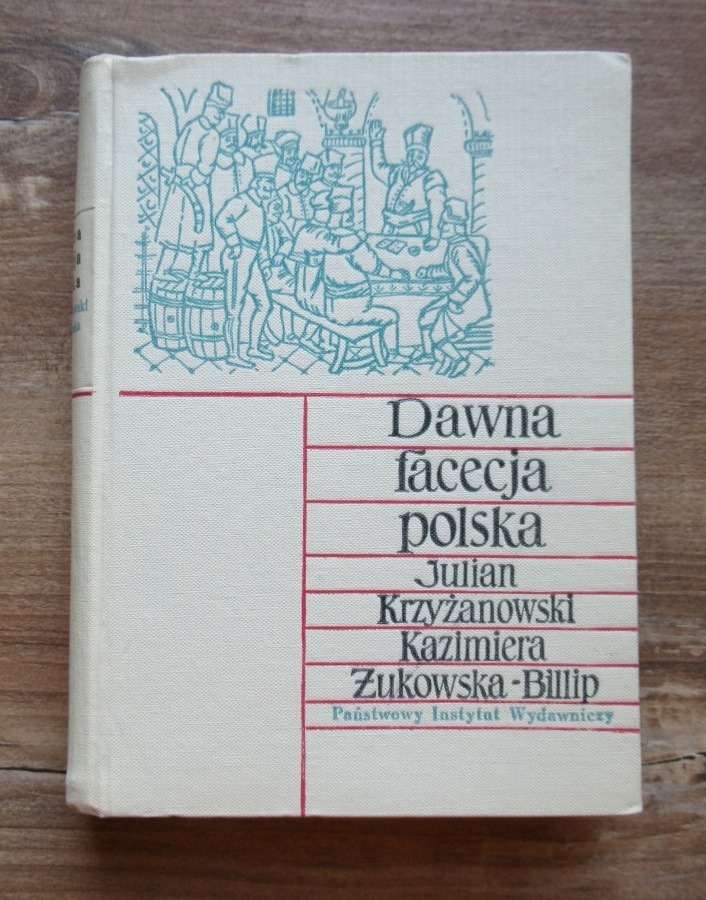 Dawna
facecja
polska
Julian
Krzyżanowski
Kazimiera
Żukowska-Billip
Państwowy Instytut Wydawniczy